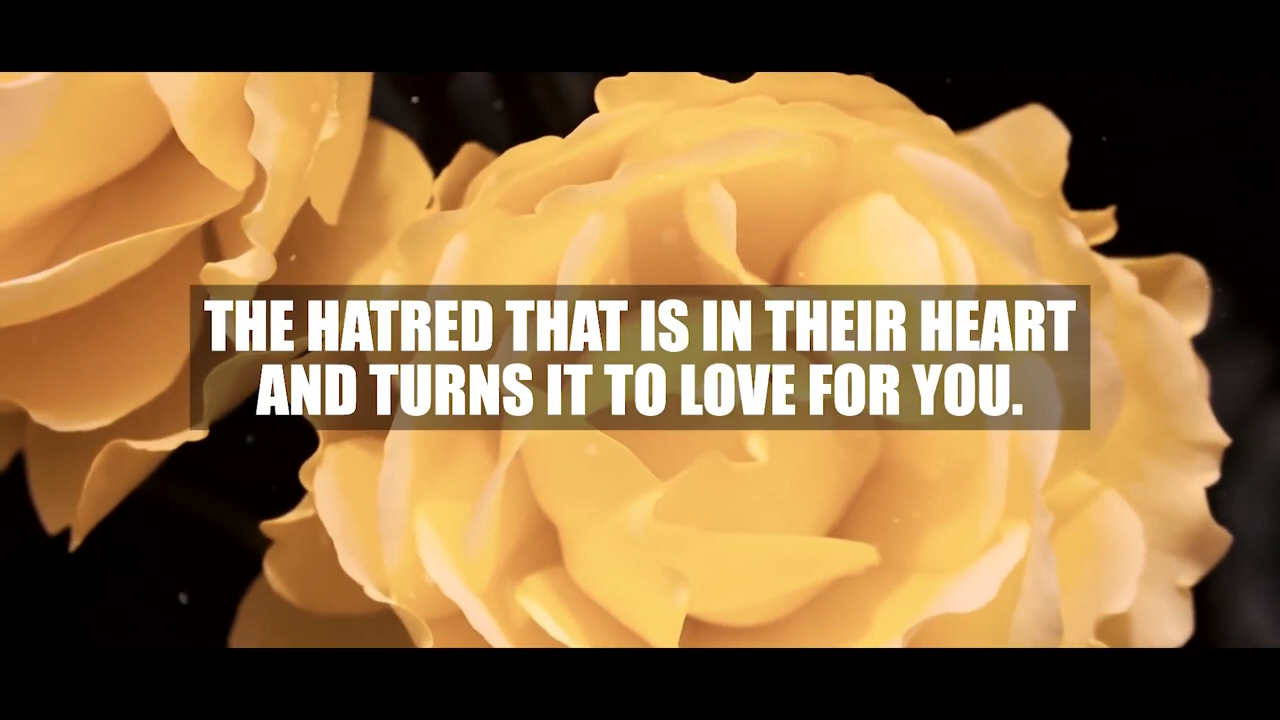 THE HATRED THAT IS IN THEIR HEART
AND TURNS IT TO LOVE FOR YOU.